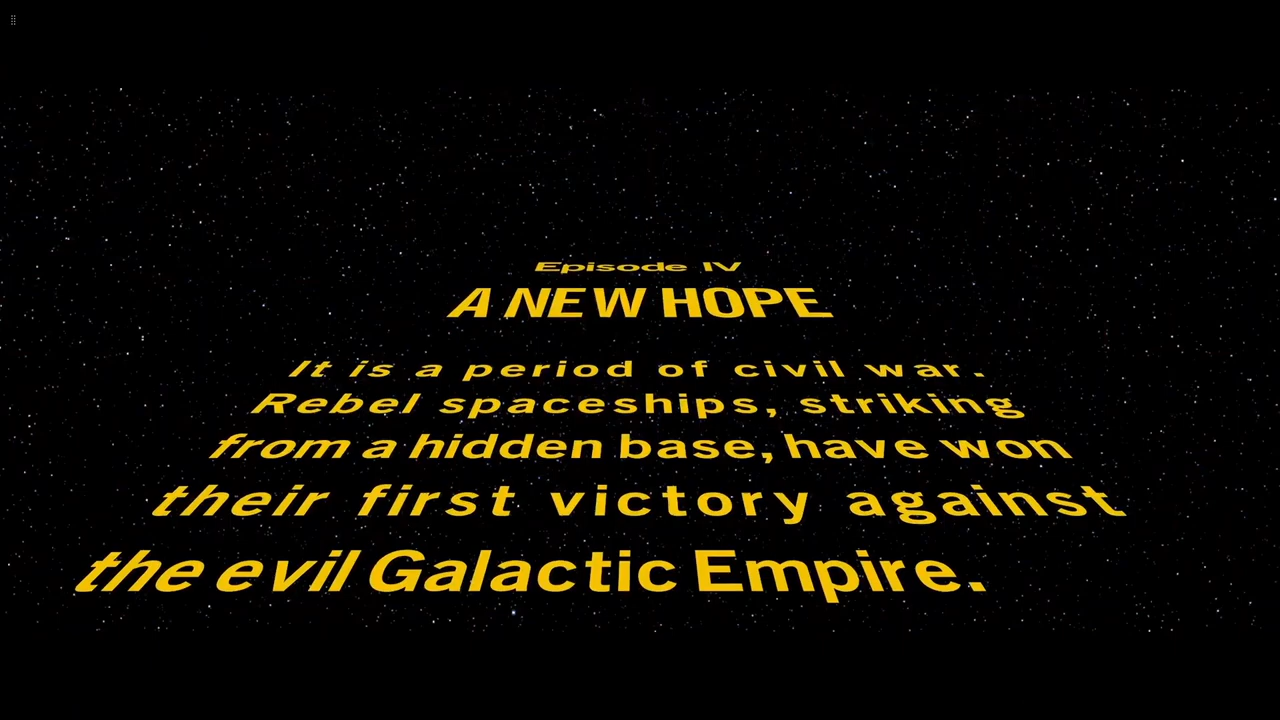 Episode IV
A NEW HOPE
It is a period of civil war.
Rebel spaceships, striking
from a hidden base, have won
their first victory against
the evil Galactic Empire.